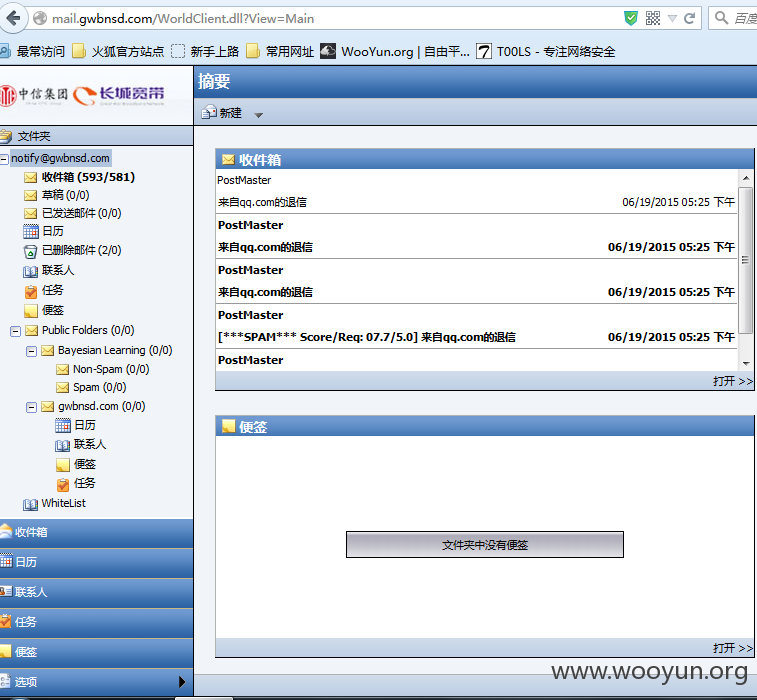 mail.gwbnsd.com/WorldClient.dll?View=Main
百度
最常访问 火狐官方站点 新手上路 常用网址 WooYun.org | 自由平... T00LS - 专注网络安全
中信集团 长城宽带
摘要
新建
文件夹
notify@gwbnsd.com
收件箱 (593/581)
草稿 (0/0)
已发送邮件 (0/0)
日历
已删除邮件 (2/0)
联系人
任务
便签
Public Folders (0/0)
Bayesian Learning (0/0)
Non-Spam (0/0)
Spam (0/0)
gwbnsd.com (0/0)
日历
联系人
便签
任务
WhiteList
收件箱
日历
联系人
任务
便签
选项
收件箱
PostMaster
来自qq.com的退信 06/19/2015 05:25 下午
PostMaster
来自qq.com的退信 06/19/2015 05:25 下午
PostMaster
来自qq.com的退信 06/19/2015 05:25 下午
PostMaster
[***SPAM*** Score/Req: 07.7/5.0] 来自qq.com的退信 06/19/2015 05:25 下午
PostMaster
打开 >>
便签
文件夹中没有便签
打开 >>
www.wooyun.org